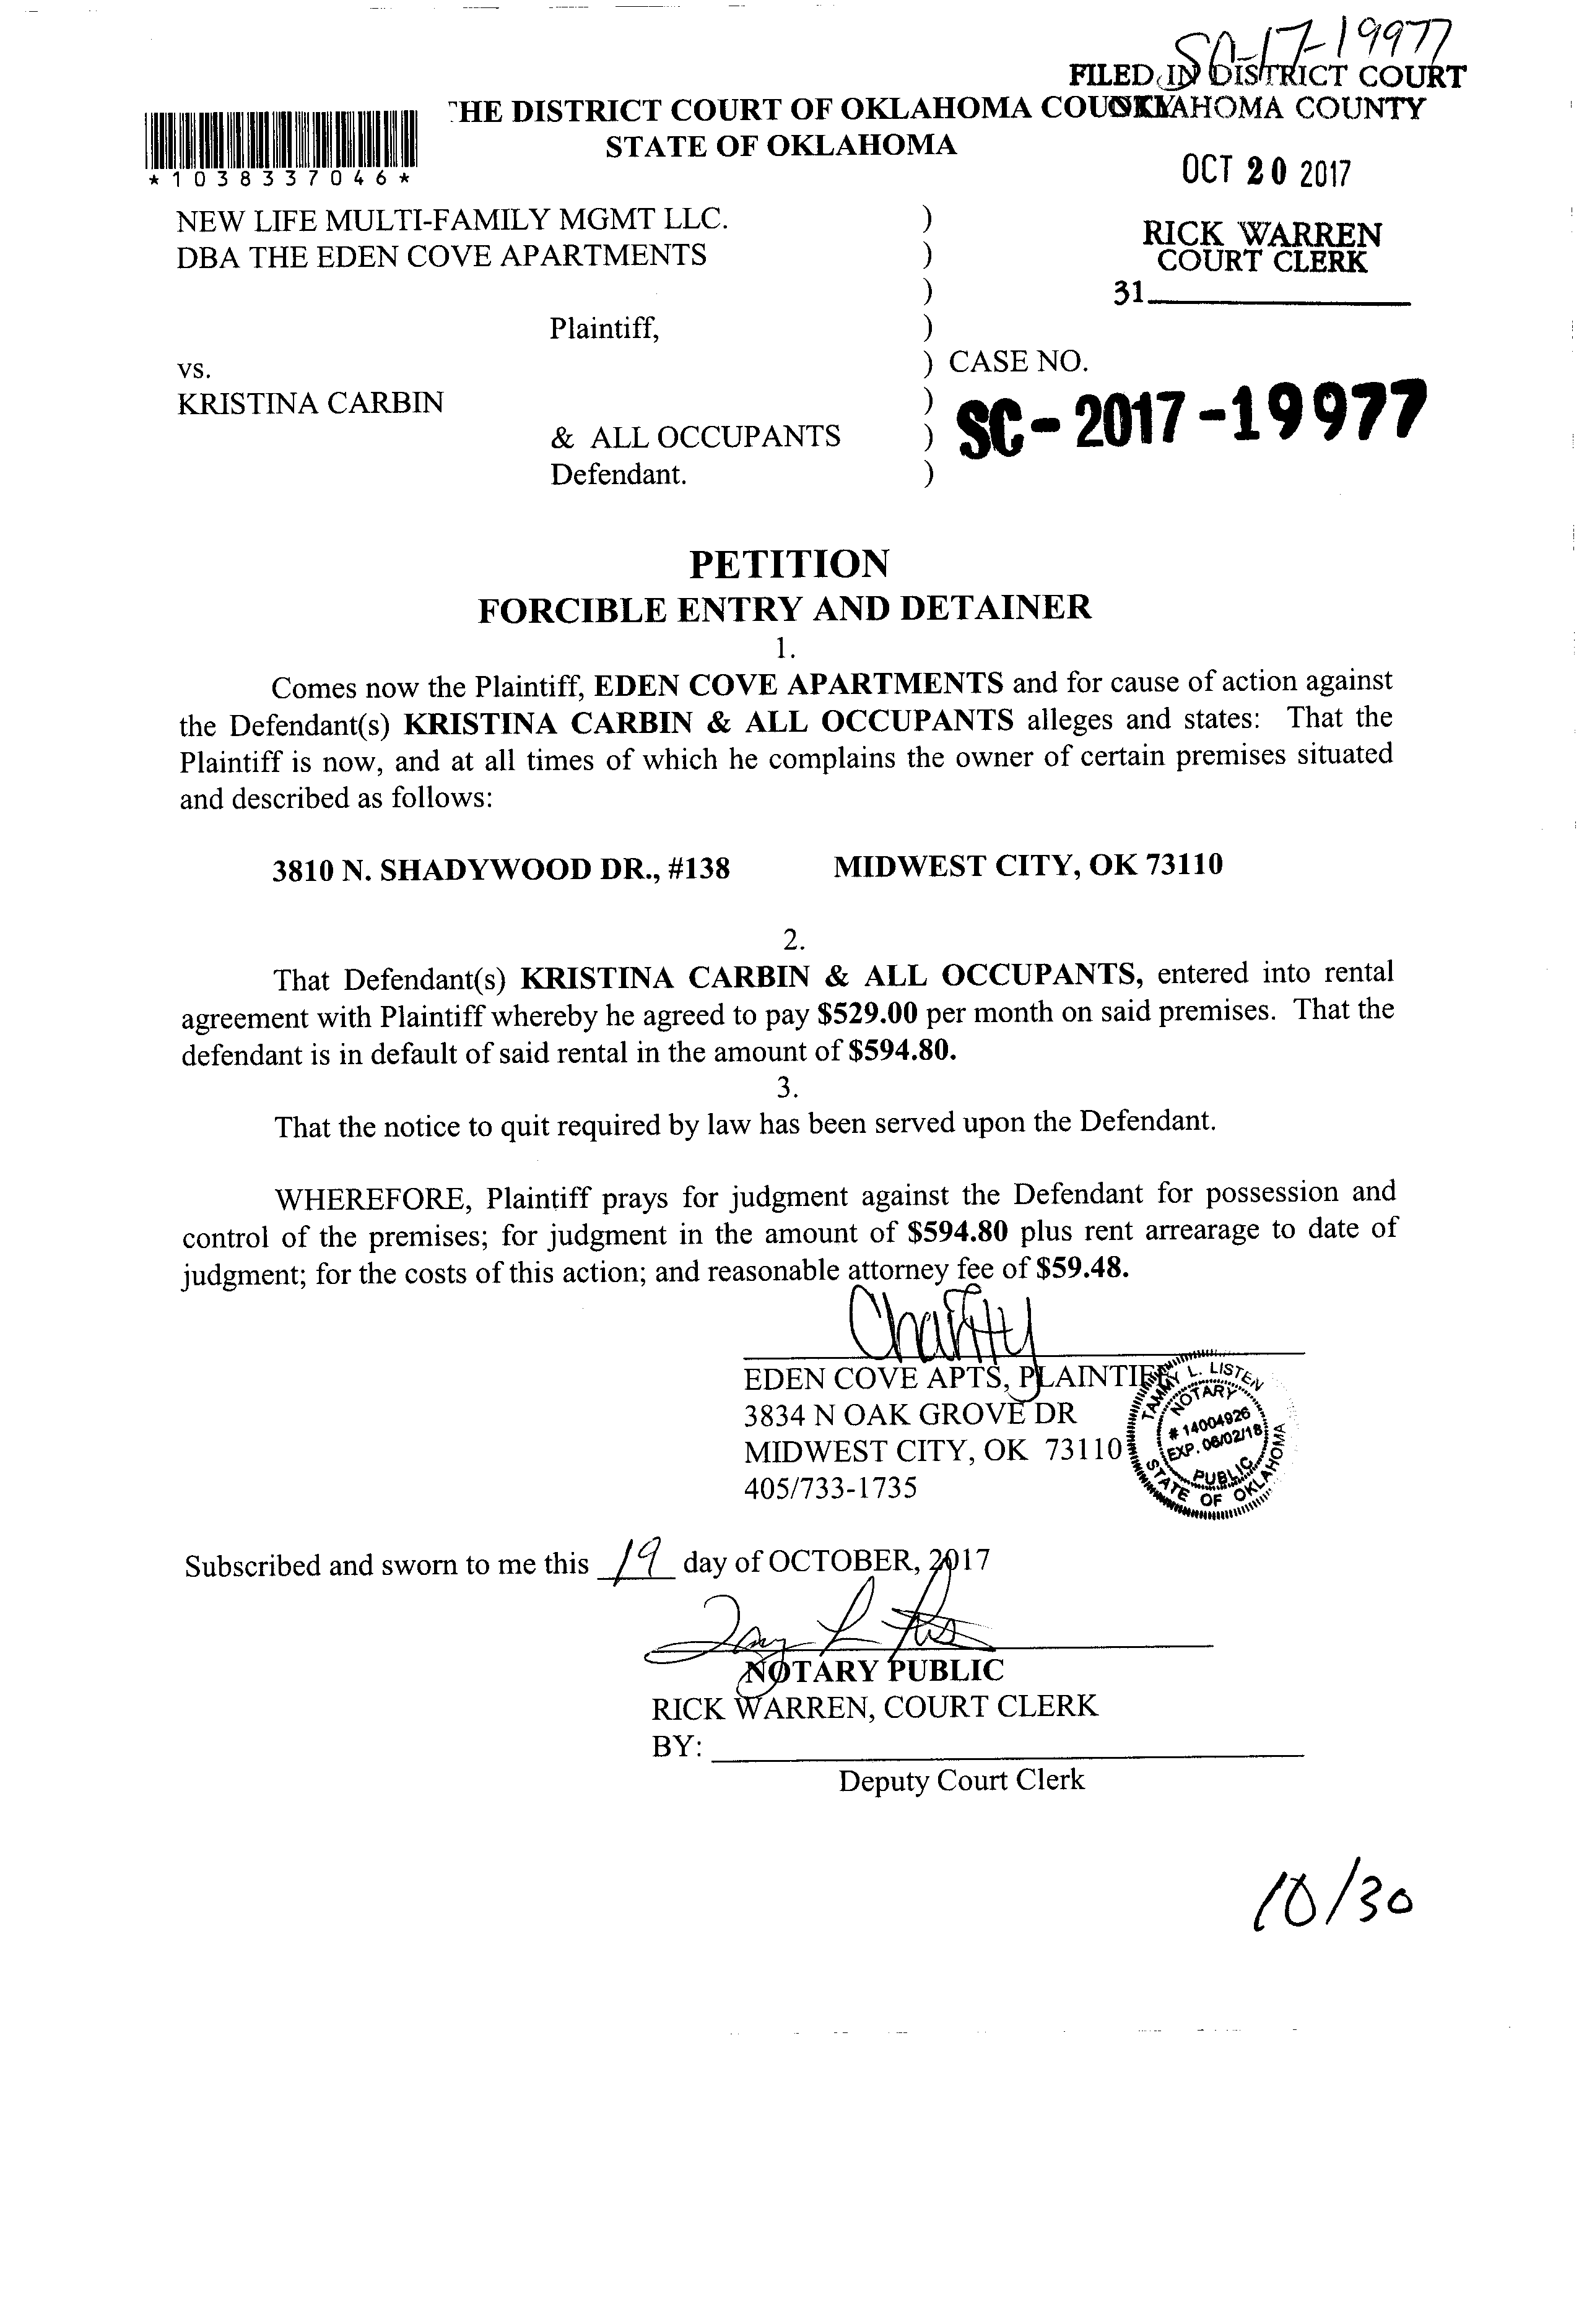 SC-17-19977
FILED IN DISTRICT COURT
OKLAHOMA COUNTY
THE DISTRICT COURT OF OKLAHOMA COUNTY
STATE OF OKLAHOMA
OCT 20 2017
*1038337046*
NEW LIFE MULTI-FAMILY MGMT LLC. )
DBA THE EDEN COVE APARTMENTS )
)
RICK WARREN
COURT CLERK
31
Plaintiff, )
vs. ) CASE NO.
KRISTINA CARBIN )
& ALL OCCUPANTS ) SC-2017-19977
Defendant. )
PETITION
FORCIBLE ENTRY AND DETAINER
1.
Comes now the Plaintiff, EDEN COVE APARTMENTS and for cause of action against
the Defendant(s) KRISTINA CARBIN & ALL OCCUPANTS alleges and states: That the
Plaintiff is now, and at all times of which he complains the owner of certain premises situated
and described as follows:
3810 N. SHADYWOOD DR., #138 MIDWEST CITY, OK 73110
2.
That Defendant(s) KRISTINA CARBIN & ALL OCCUPANTS, entered into rental
agreement with Plaintiff whereby he agreed to pay $529.00 per month on said premises. That the
defendant is in default of said rental in the amount of $594.80.
3.
That the notice to quit required by law has been served upon the Defendant.
WHEREFORE, Plaintiff prays for judgment against the Defendant for possession and
control of the premises; for judgment in the amount of $594.80 plus rent arrearage to date of
judgment; for the costs of this action; and reasonable attorney fee of $59.48.
EDEN COVE APTS, PLAINTIFF
3834 N OAK GROVE DR
MIDWEST CITY, OK 73110
405/733-1735
TAMMY L. LISTEN
NOTARY
# 14004926
EXP. 06/02/18
PUBLIC
STATE OF OKLAHOMA
Subscribed and sworn to me this 19 day of OCTOBER, 2017
NOTARY PUBLIC
RICK WARREN, COURT CLERK
BY:
Deputy Court Clerk
10/30